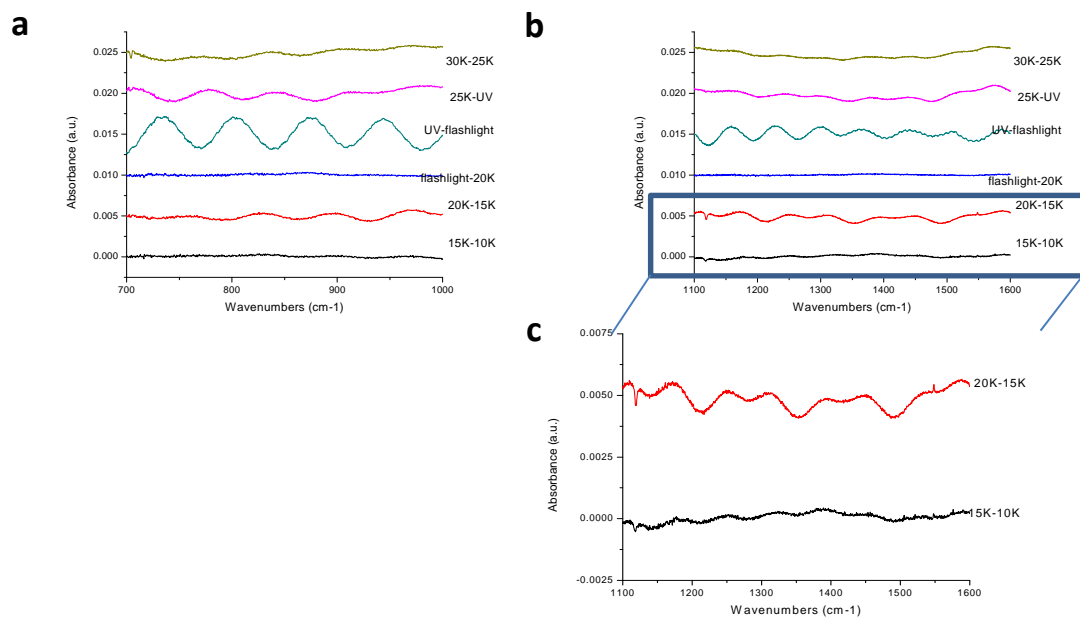 a
0.025
0.020
0.015
0.010
0.005
0.000
Absorbance (a.u.)
30K-25K
25K-UV
UV-flashlight
flashlight-20K
20K-15K
15K-10K
700
800
900
1000
Wavenumbers (cm-1)
b
0.025
0.020
0.015
0.010
0.005
0.000
Absorbance (a.u.)
30K-25K
25K-UV
UV-flashlight
flashlight-20K
20K-15K
15K-10K
1100
1200
1300
1400
1500
1600
Wavenumbers (cm-1)
c
0.0075
0.0050
0.0025
0.0000
-0.0025
Absorbance (a.u.)
20K-15K
15K-10K
1100
1200
1300
1400
1500
1600
Wavenumbers (cm-1)